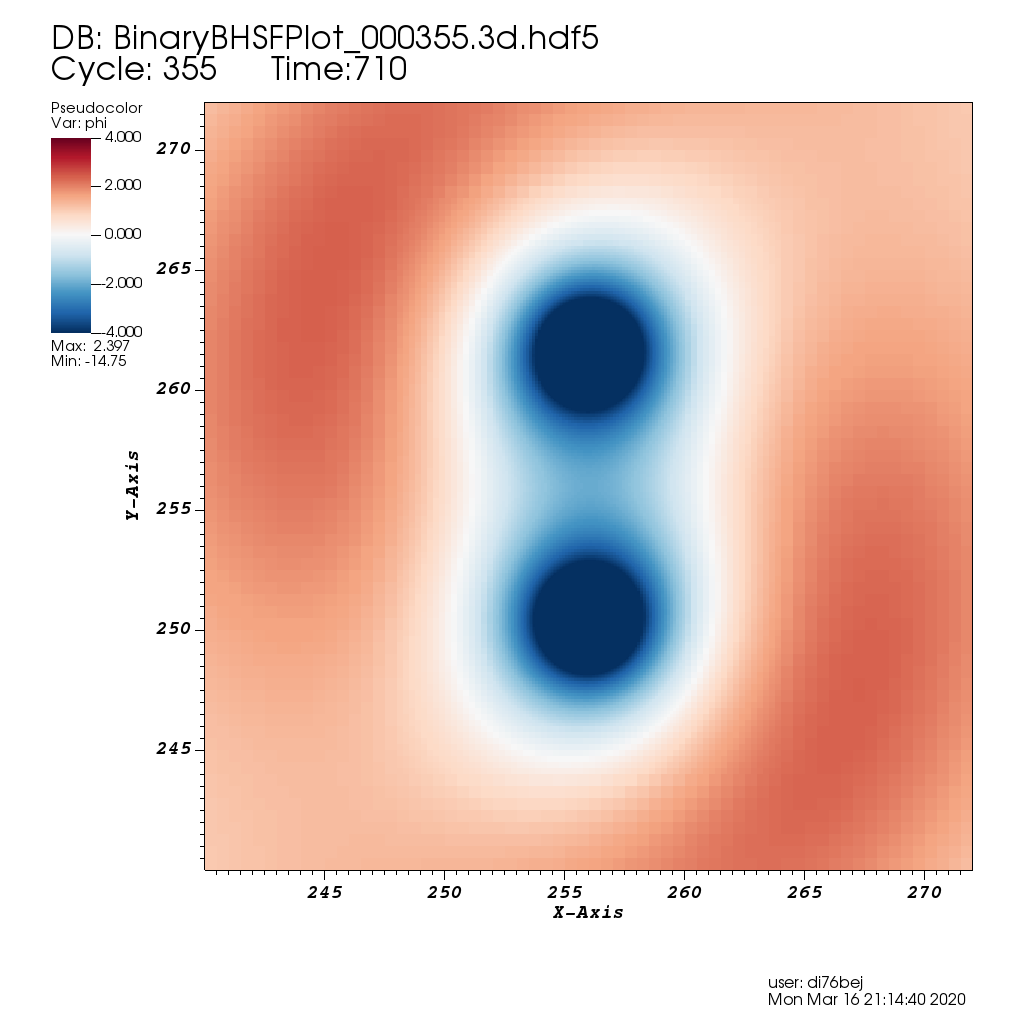 DB: BinaryBHSFPlot_000355.3d.hdf5
Cycle: 355 Time:710
Pseudocolor
Var: phi
4.000
2.000
0.000
-2.000
-4.000
Max: 2.397
Min: -14.75
270
265
260
255
250
245
Y-Axis
245 250 255 260 265 270
X-Axis
user: di76bej
Mon Mar 16 21:14:40 2020